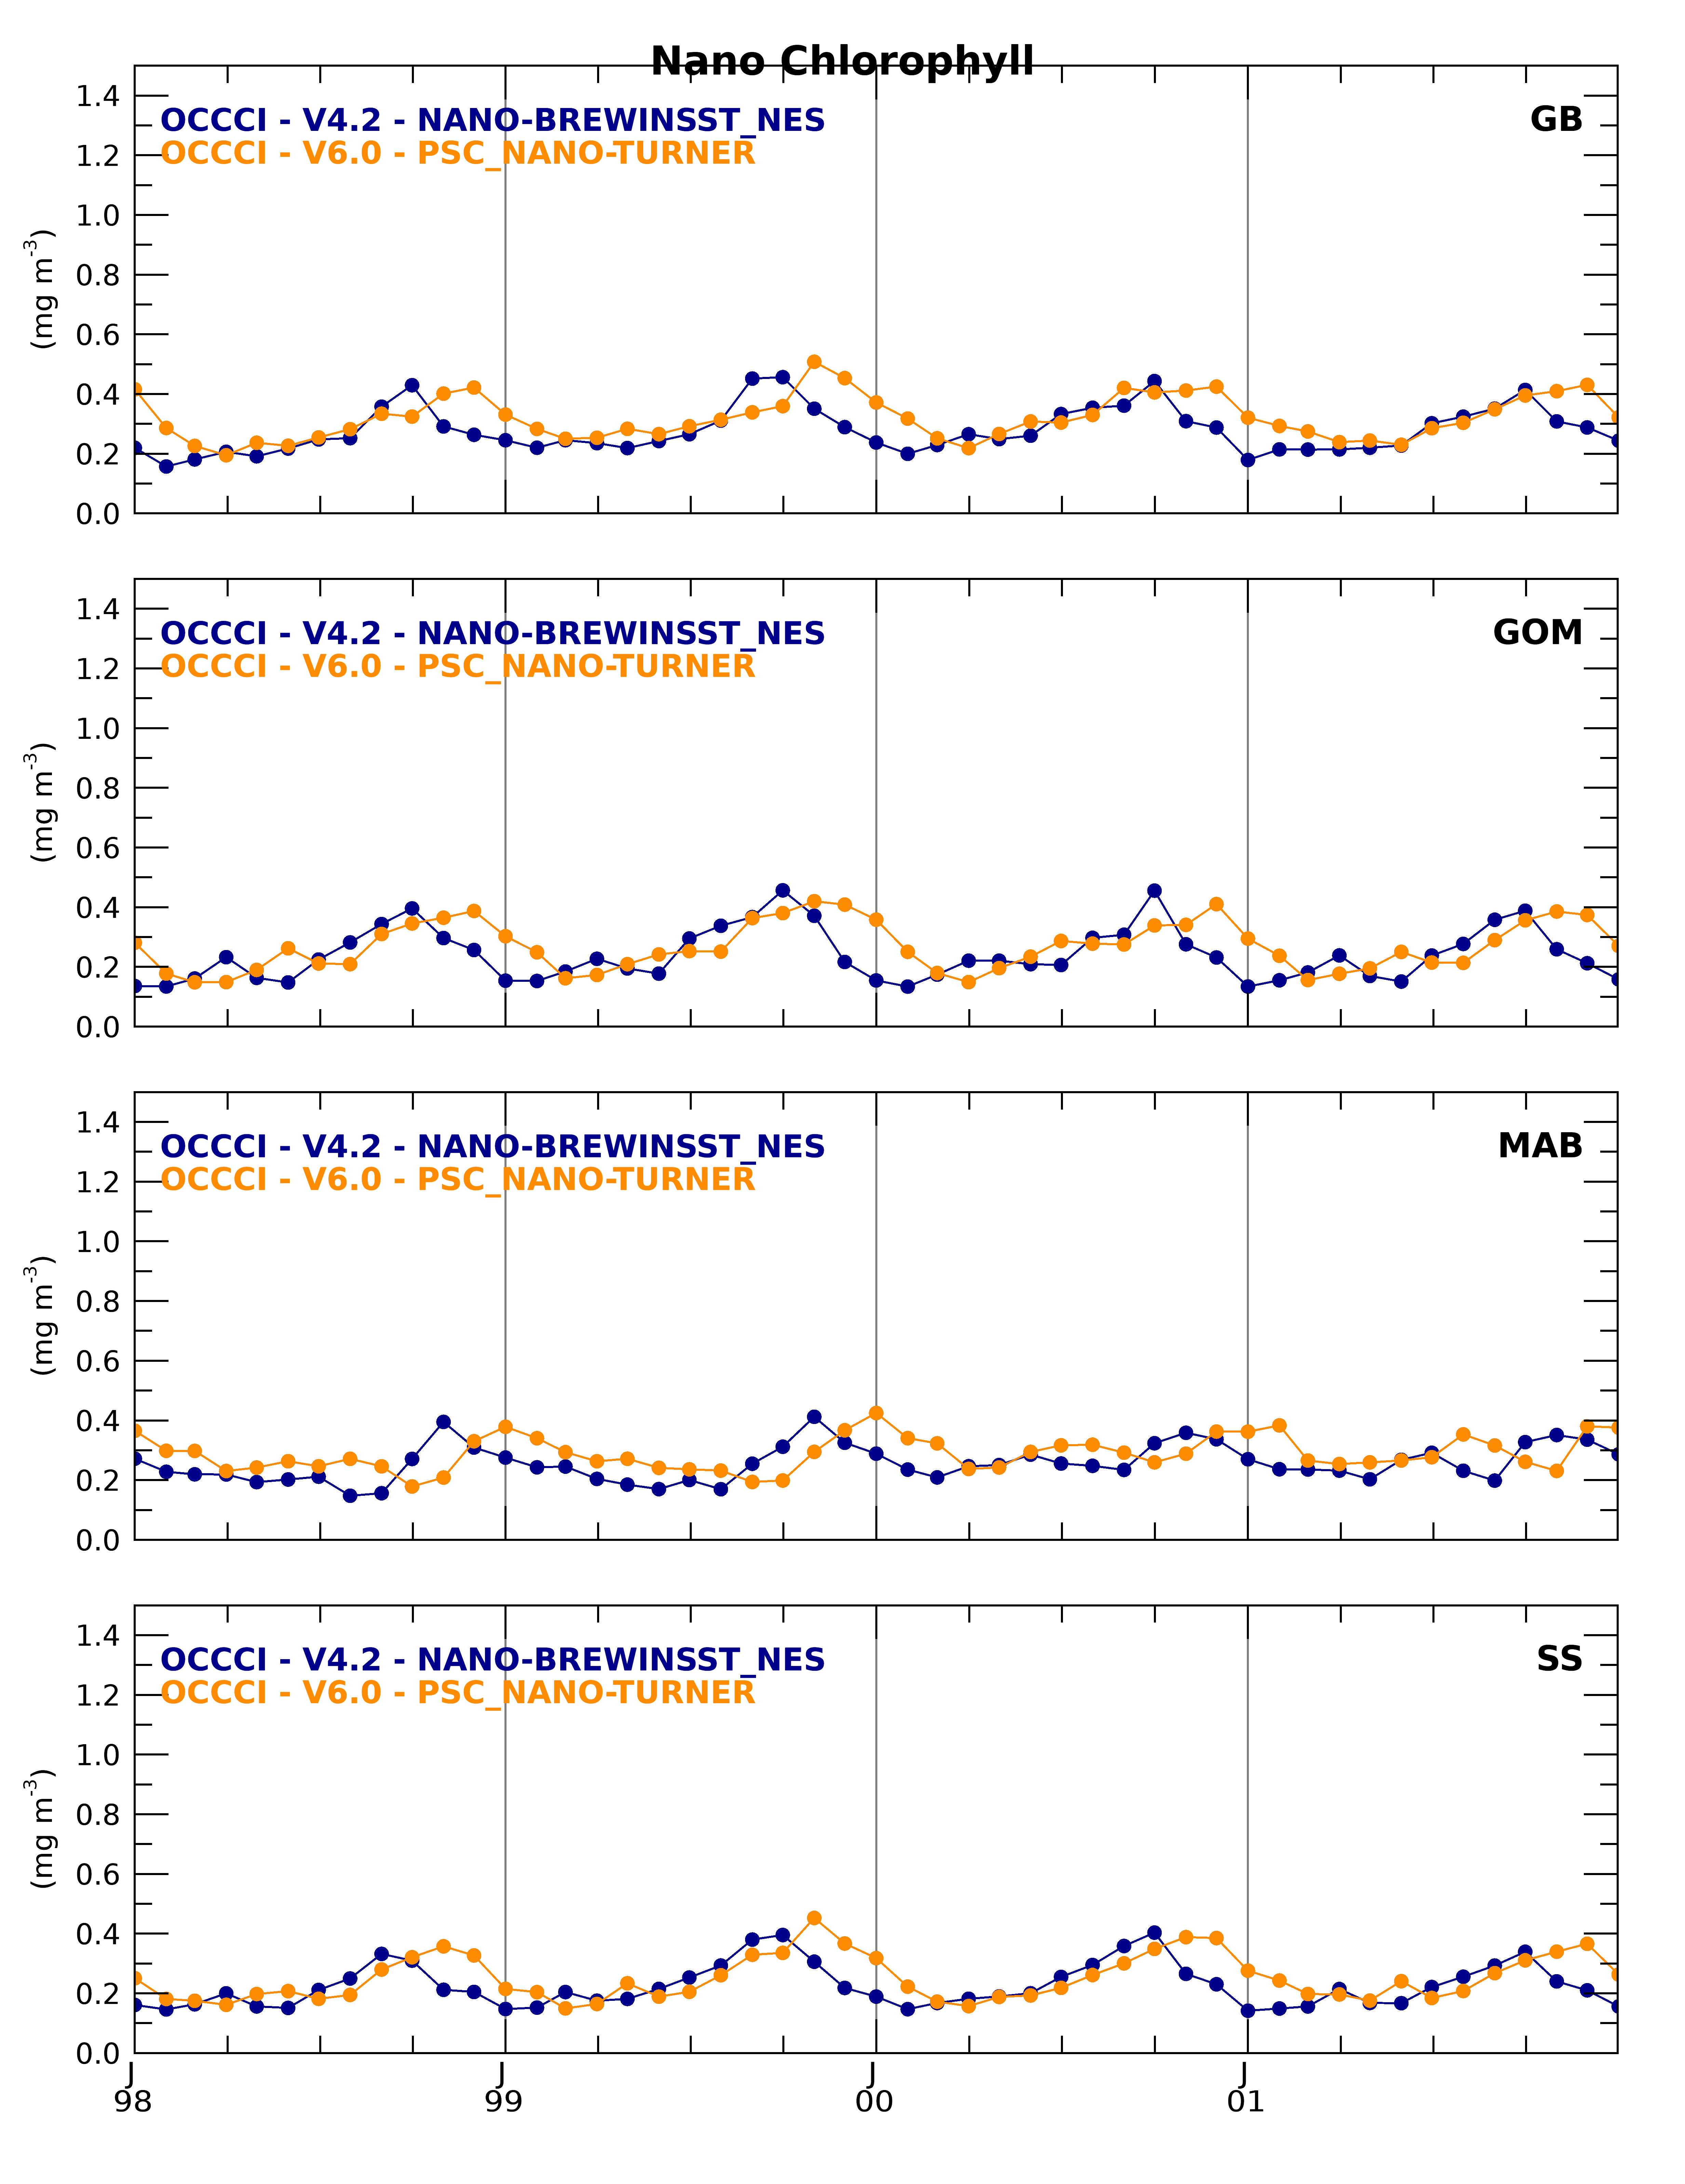 Nano Chlorophyll
OCCCI - V4.2 - NANO-BREWINSST_NES
OCCCI - V6.0 - PSC_NANO-TURNER
GB
(mg m-3)
1.4
1.2
1.0
0.8
0.6
0.4
0.2
0.0
OCCCI - V4.2 - NANO-BREWINSST_NES
OCCCI - V6.0 - PSC_NANO-TURNER
GOM
(mg m-3)
1.4
1.2
1.0
0.8
0.6
0.4
0.2
0.0
OCCCI - V4.2 - NANO-BREWINSST_NES
OCCCI - V6.0 - PSC_NANO-TURNER
MAB
(mg m-3)
1.4
1.2
1.0
0.8
0.6
0.4
0.2
0.0
OCCCI - V4.2 - NANO-BREWINSST_NES
OCCCI - V6.0 - PSC_NANO-TURNER
SS
(mg m-3)
1.4
1.2
1.0
0.8
0.6
0.4
0.2
0.0
J J J J
98 99 00 01